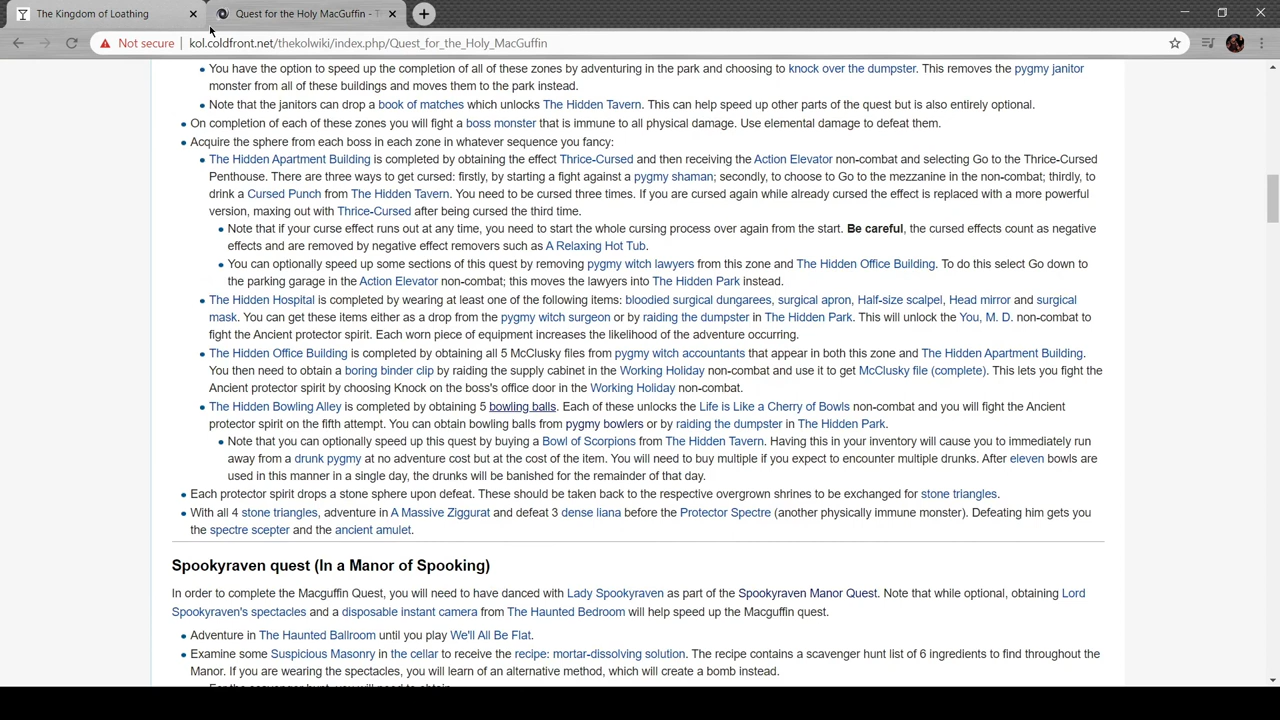 The Kingdom of Loathing
Quest for the Holy MacGuffin - T
Not secure | kol.coldfront.net/thekolwiki/index.php/Quest_for_the_Holy_MacGuffin
You have the option to speed up the completion of all of these zones by adventuring in the park and choosing to knock over the dumpster. This removes the pygmy janitor
monster from all of these buildings and moves them to the park instead.
Note that the janitors can drop a book of matches which unlocks The Hidden Tavern. This can help speed up other parts of the quest but is also entirely optional.
On completion of each of these zones you will fight a boss monster that is immune to all physical damage. Use elemental damage to defeat them.
Acquire the sphere from each boss in each zone in whatever sequence you fancy:
The Hidden Apartment Building is completed by obtaining the effect Thrice-Cursed and then receiving the Action Elevator non-combat and selecting Go to the Thrice-Cursed
Penthouse. There are three ways to get cursed: firstly, by starting a fight against a pygmy shaman; secondly, to choose to Go to the mezzanine in the non-combat; thirdly, to
drink a Cursed Punch from The Hidden Tavern. You need to be cursed three times. If you are cursed again while already cursed the effect is replaced with a more powerful
version, maxing out with Thrice-Cursed after being cursed the third time.
Note that if your curse effect runs out at any time, you need to start the whole cursing process over again from the start. Be careful, the cursed effects count as negative
effects and are removed by negative effect removers such as A Relaxing Hot Tub.
You can optionally speed up some sections of this quest by removing pygmy witch lawyers from this zone and The Hidden Office Building. To do this select Go down to
the parking garage in the Action Elevator non-combat; this moves the lawyers into The Hidden Park instead.
The Hidden Hospital is completed by wearing at least one of the following items: bloodied surgical dungarees, surgical apron, Half-size scalpel, Head mirror and surgical
mask. You can get these items either as a drop from the pygmy witch surgeon or by raiding the dumpster in The Hidden Park. This will unlock the You, M. D. non-combat to
fight the Ancient protector spirit. Each worn piece of equipment increases the likelihood of the adventure occurring.
The Hidden Office Building is completed by obtaining all 5 McClusky files from pygmy witch accountants that appear in both this zone and The Hidden Apartment Building.
You then need to obtain a boring binder clip by raiding the supply cabinet in the Working Holiday non-combat and use it to get McClusky file (complete). This lets you fight the
Ancient protector spirit by choosing Knock on the boss's office door in the Working Holiday non-combat.
The Hidden Bowling Alley is completed by obtaining 5 bowling balls. Each of these unlocks the Life is Like a Cherry of Bowls non-combat and you will fight the Ancient
protector spirit on the fifth attempt. You can obtain bowling balls from pygmy bowlers or by raiding the dumpster in The Hidden Park.
Note that you can optionally speed up this quest by buying a Bowl of Scorpions from The Hidden Tavern. Having this in your inventory will cause you to immediately run
away from a drunk pygmy at no adventure cost but at the cost of the item. You will need to buy multiple if you expect to encounter multiple drunks. After eleven bowls are
used in this manner in a single day, the drunks will be banished for the remainder of that day.
Each protector spirit drops a stone sphere upon defeat. These should be taken back to the respective overgrown shrines to be exchanged for stone triangles.
With all 4 stone triangles, adventure in A Massive Ziggurat and defeat 3 dense liana before the Protector Spectre (another physically immune monster). Defeating him gets you
the spectre scepter and the ancient amulet.
Spookyraven quest (In a Manor of Spooking)
In order to complete the Macguffin Quest, you will need to have danced with Lady Spookyraven as part of the Spookyraven Manor Quest. Note that while optional, obtaining Lord
Spookyraven's spectacles and a disposable instant camera from The Haunted Bedroom will help speed up the Macguffin quest.
Adventure in The Haunted Ballroom until you play We'll All Be Flat.
Examine some Suspicious Masonry in the cellar to receive the recipe: mortar-dissolving solution. The recipe contains a scavenger hunt list of 6 ingredients to find throughout the
Manor. If you are wearing the spectacles, you will learn of an alternative method, which will create a bomb instead.
For the scavenger hunt, you will need to obtain